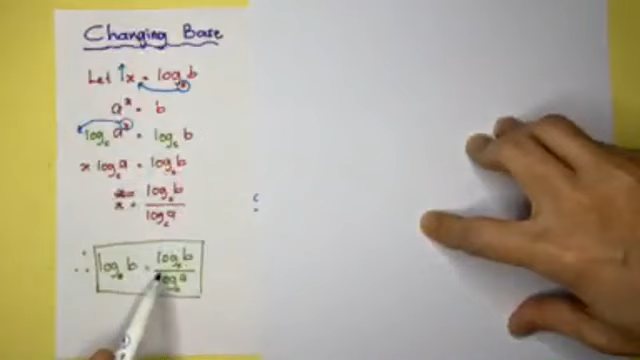 Changing Base
Let x = logₐb
aˣ = b
log꜀ aˣ = log꜀ b
x log꜀ a = log꜀ b
x = log꜀ b / log꜀ a
∴ logₐ b = log꜀ b / log꜀ a